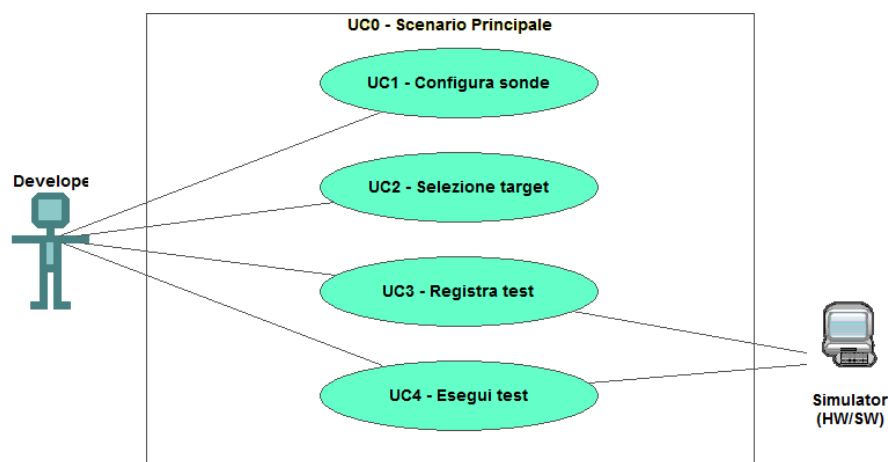 UC0 - Scenario Principale
UC1 - Configura sonde
Develope
UC2 - Selezione target
UC3 - Registra test
UC4 - Esegui test
Simulator
(HW/SW)